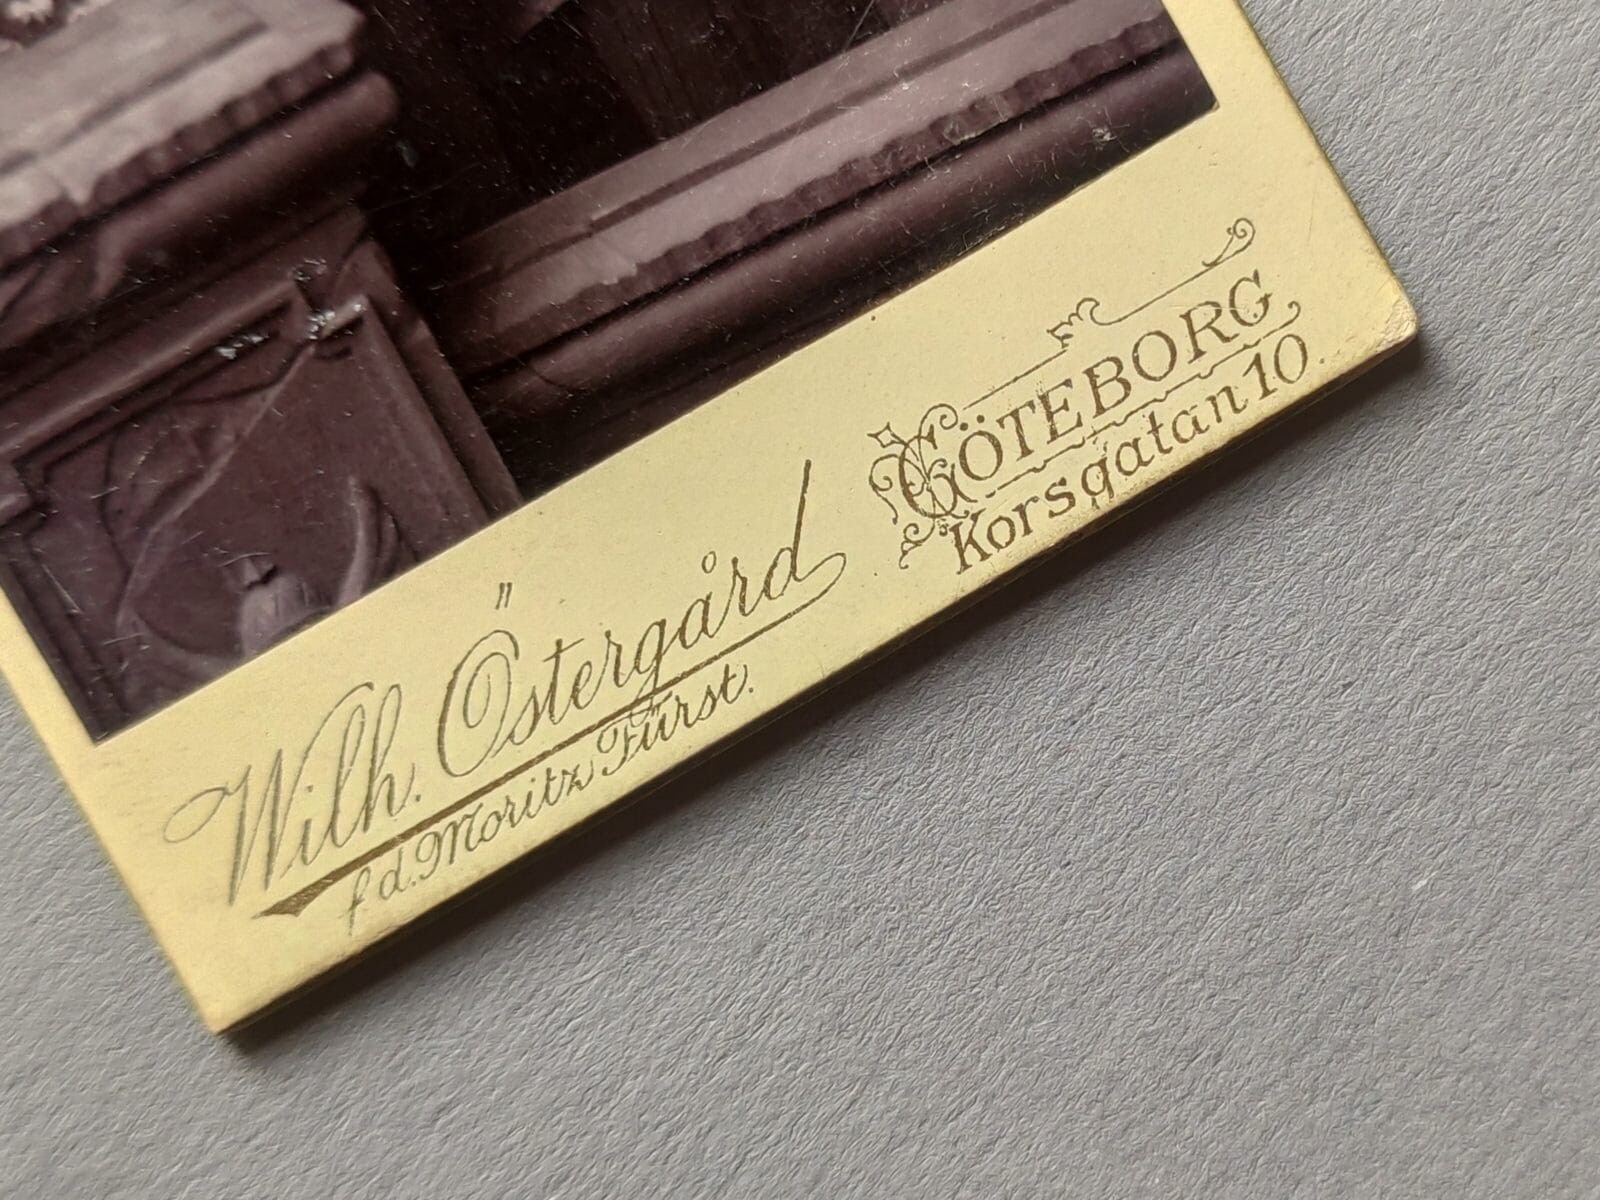 Wilh. Östergård
f d. Moritz Fürst.
GÖTEBORG
Korsgatan 10.